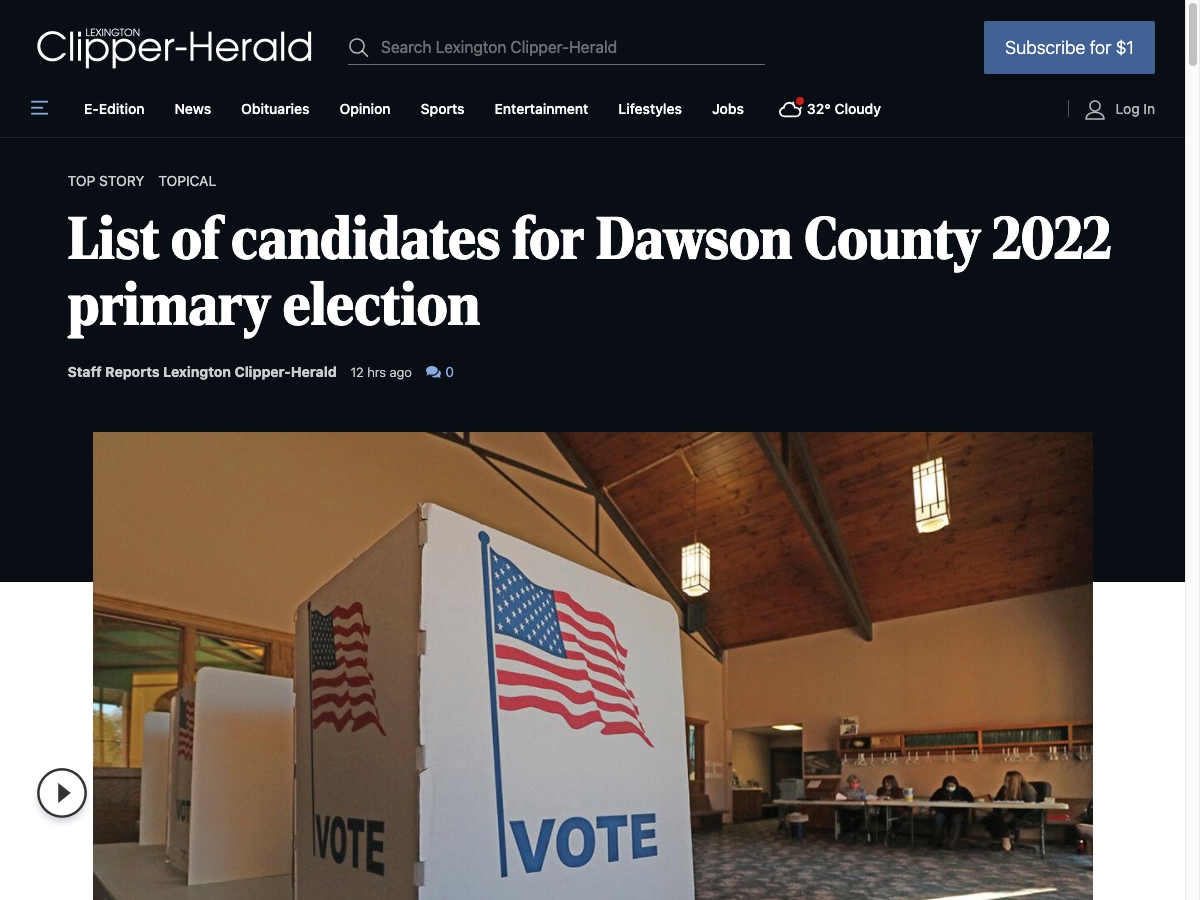 LEXINGTON
Clipper-Herald
Search Lexington Clipper-Herald
Subscribe for $1
E-Edition News Obituaries Opinion Sports Entertainment Lifestyles Jobs 32° Cloudy Log In
TOP STORY TOPICAL
List of candidates for Dawson County 2022
primary election
Staff Reports Lexington Clipper-Herald 12 hrs ago 0
VOTE
VOTE